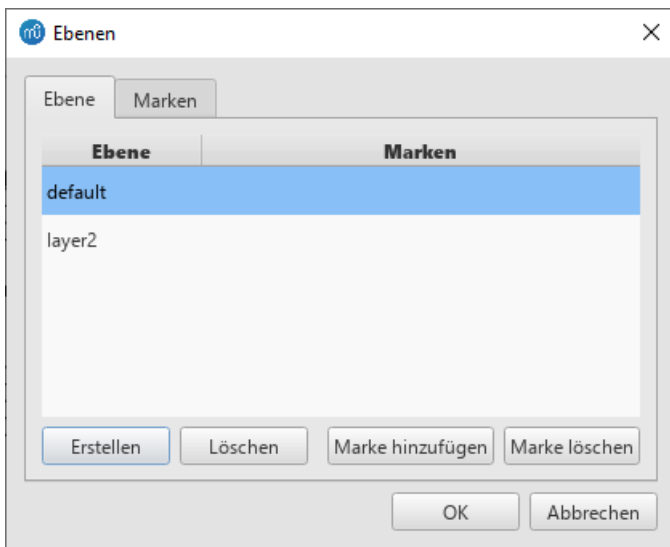 Ebenen
Ebene Marken
Ebene Marken
default
layer2
Erstellen Löschen Marke hinzufügen Marke löschen
OK Abbrechen